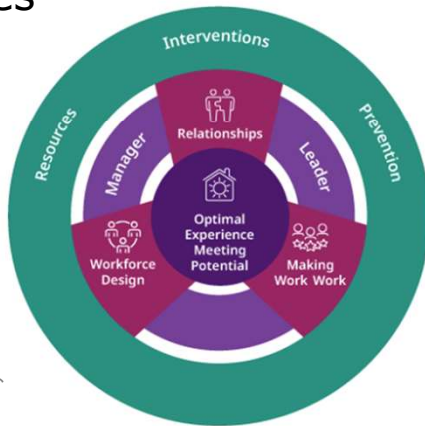 Interventions
Resources
Prevention
Manager
Leader
Relationships
Optimal
Experience
Meeting
Potential
Workforce
Design
Making
Work Work